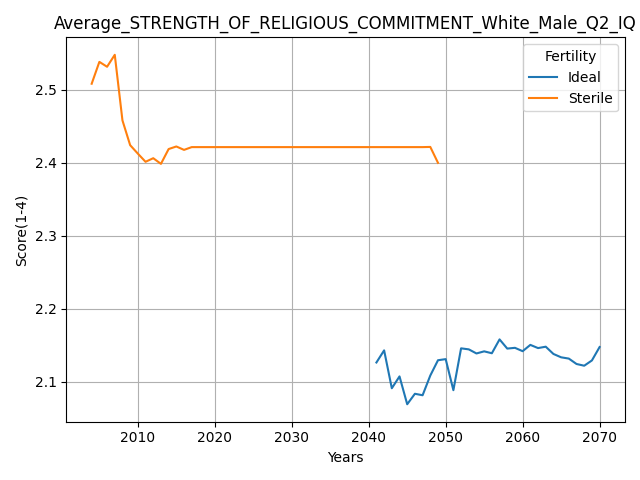 Average_STRENGTH_OF_RELIGIOUS_COMMITMENT_White_Male_Q2_IQ
Fertility
Ideal
Sterile
2.5
2.4
2.3
2.2
2.1
Score(1-4)
2010 2020 2030 2040 2050 2060 2070
Years